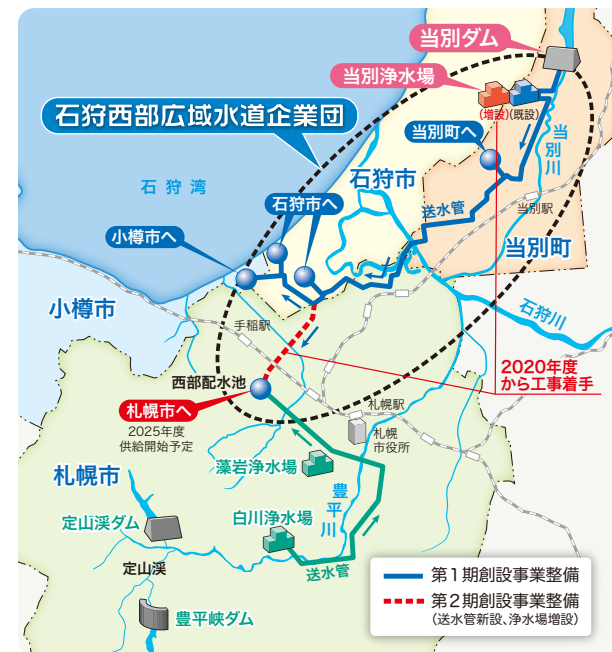 当別ダム
当別浄水場
(増設)(既設)
石狩西部広域水道企業団
当別町へ
当別川
石狩市
石狩湾
石狩市へ
送水管
当別駅
小樽市へ
当別町
小樽市
石狩川
手稲駅
2020年度
から工事着手
西部配水池
札幌市へ
2025年度
供給開始予定
札幌駅
札幌
市役所
藻岩浄水場
札幌市
豊平川
定山渓ダム
白川浄水場
定山渓
送水管
豊平峡ダム
第1期創設事業整備
第2期創設事業整備
(送水管新設、浄水場増設)